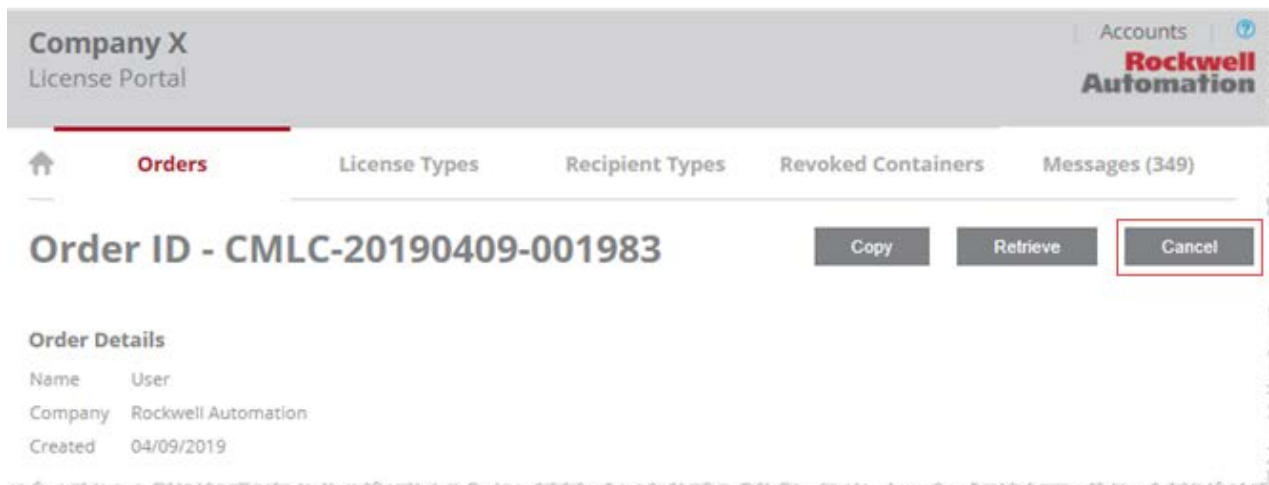 Company X
License Portal
Accounts
Rockwell
Automation
Orders
License Types
Recipient Types
Revoked Containers
Messages (349)
Order ID - CMLC-20190409-001983
Copy
Retrieve
Cancel
Order Details
Name User
Company Rockwell Automation
Created 04/09/2019